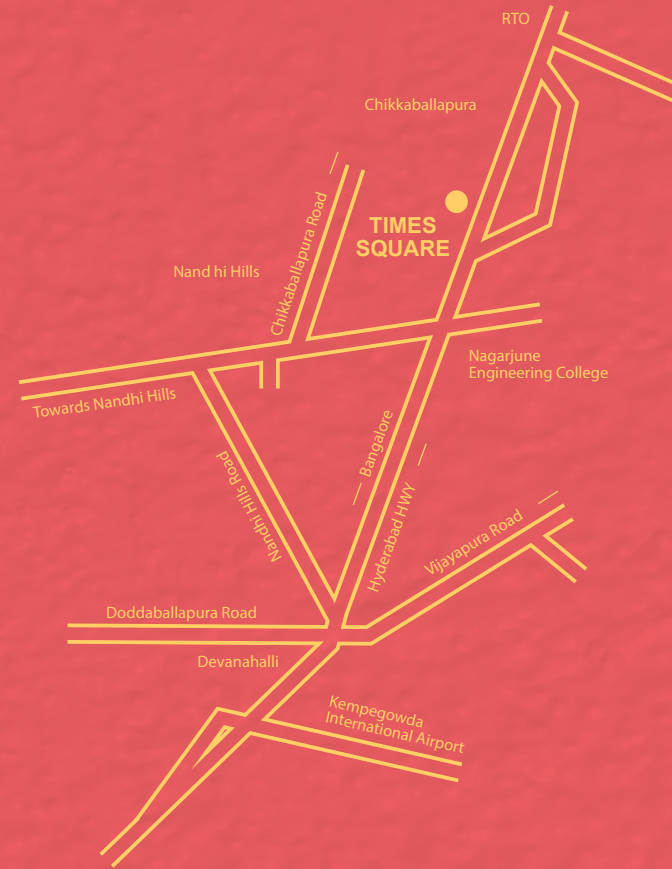 RTO
Chikkaballapura
Chikkaballapura Road
TIMES
SQUARE
Nand hi Hills
Nagarjune
Engineering College
Towards Nandhi Hills
Bangalore
Nandhi Hills Road
Hyderabad HWY
Vijayapura Road
Doddaballapura Road
Devanahalli
Kempegowda
International Airport